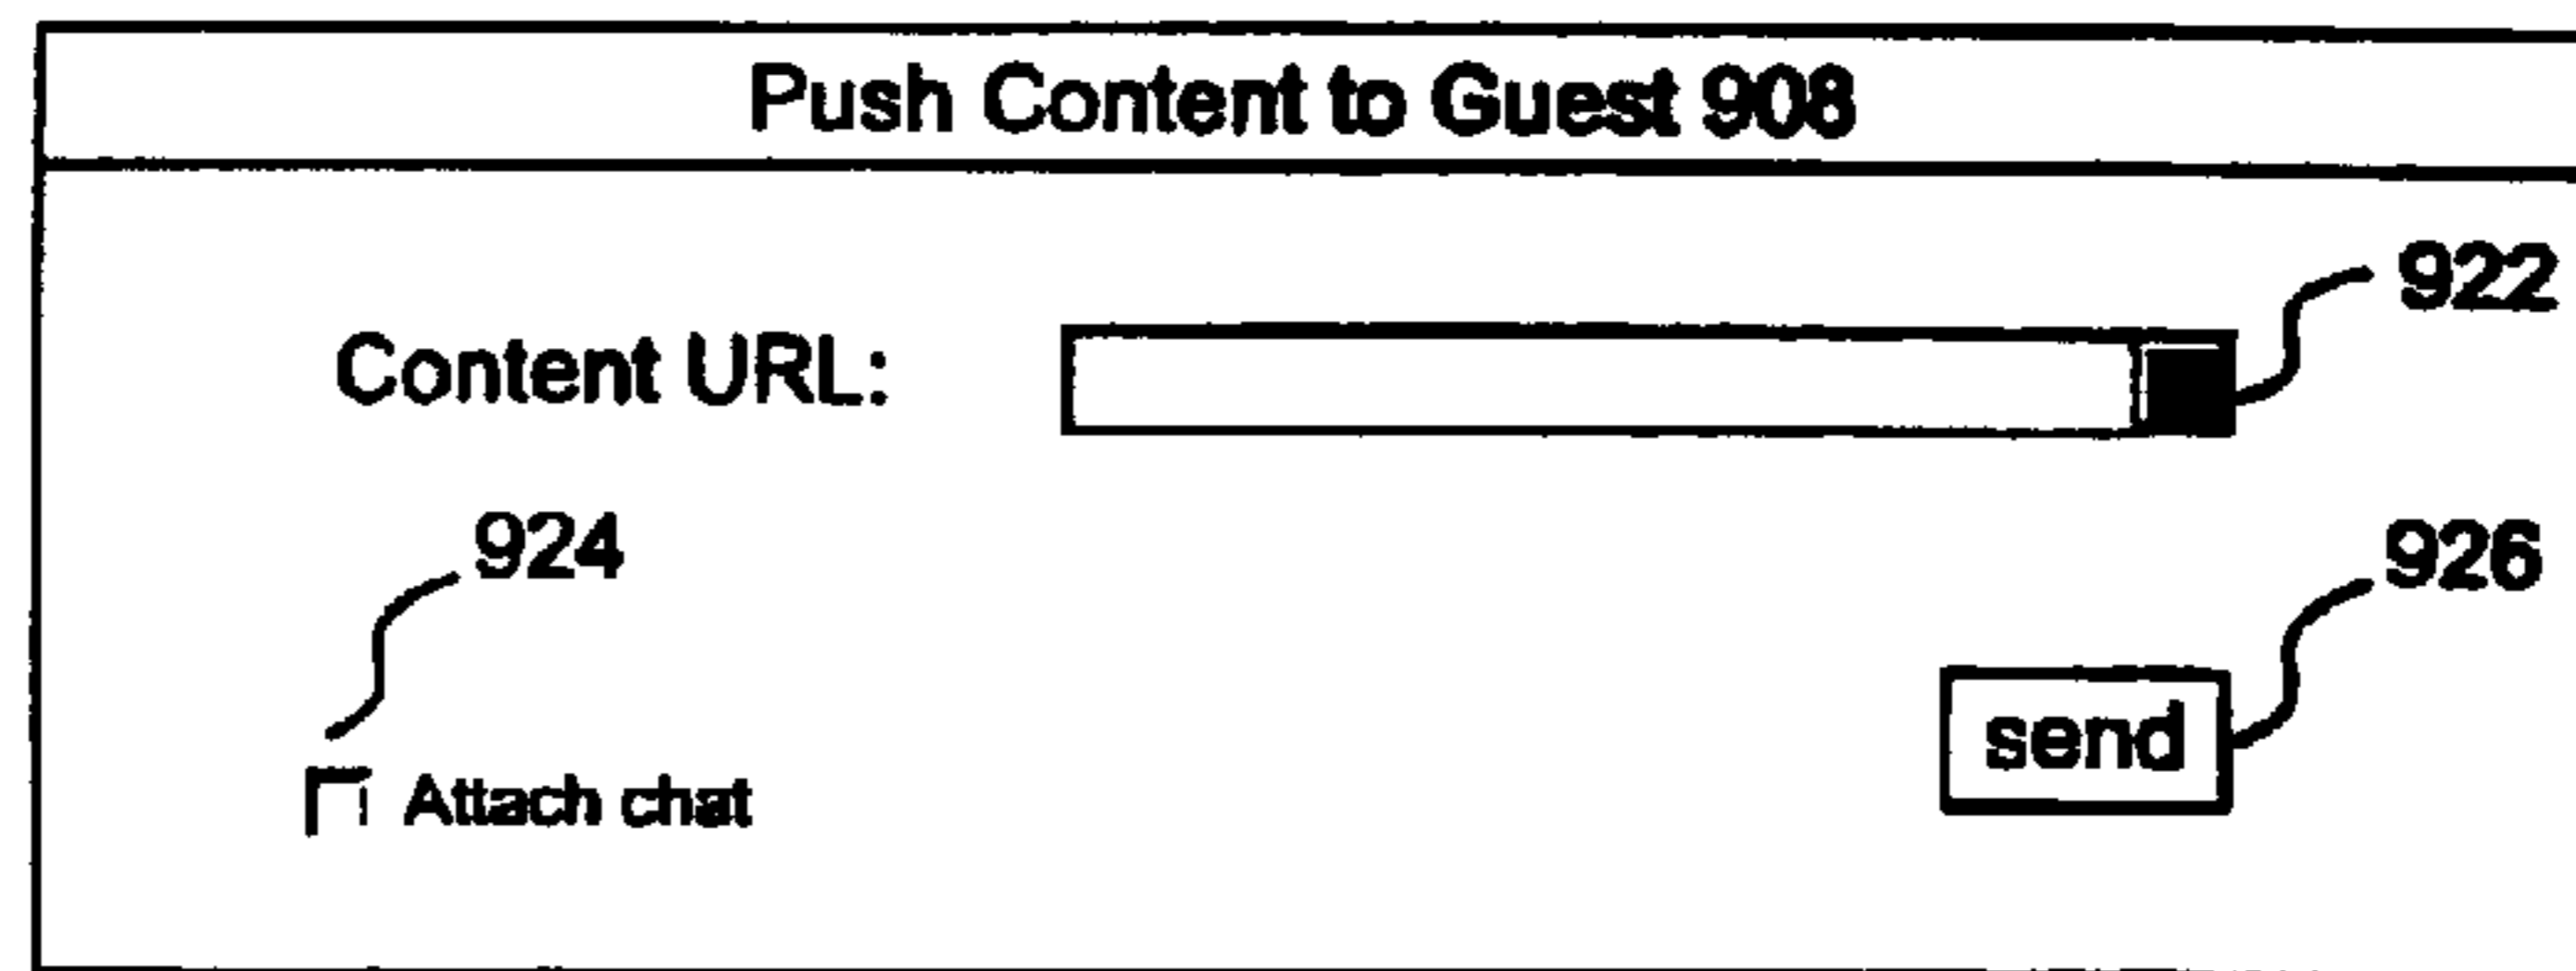 Push Content to Guest 908
922
Content URL:
924
926
send
Attach chat